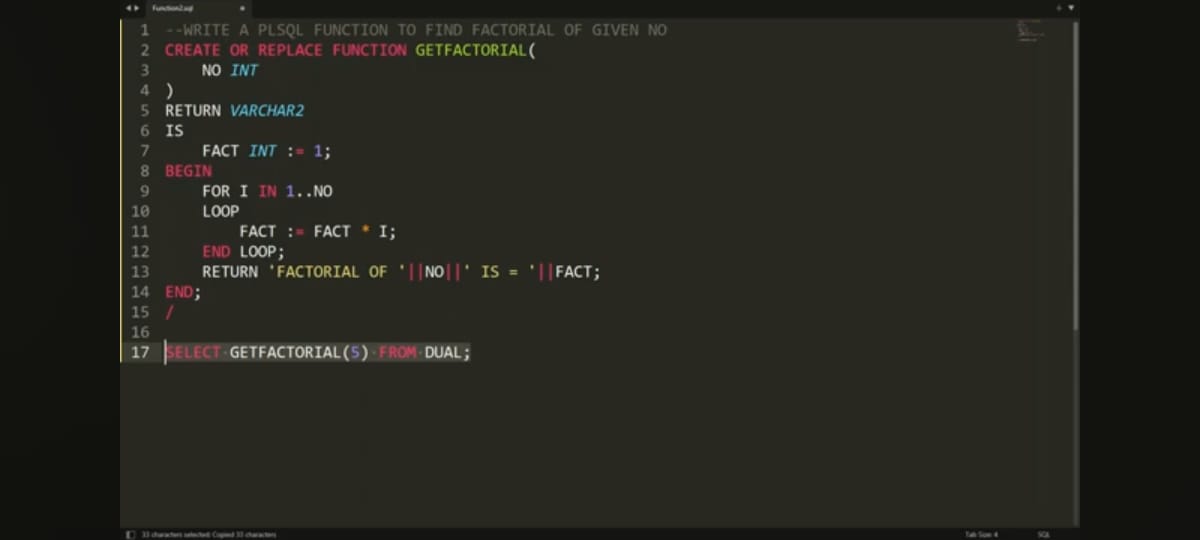 Function2.sql
1 --WRITE A PLSQL FUNCTION TO FIND FACTORIAL OF GIVEN NO
2 CREATE OR REPLACE FUNCTION GETFACTORIAL(
3 NO INT
4 )
5 RETURN VARCHAR2
6 IS
7 FACT INT := 1;
8 BEGIN
9 FOR I IN 1..NO
10 LOOP
11 FACT := FACT * I;
12 END LOOP;
13 RETURN 'FACTORIAL OF '||NO||' IS = '||FACT;
14 END;
15 /
16
17 SELECT GETFACTORIAL(5) FROM DUAL;
33 characters selected; Copied 33 characters Tab Size: 4 SQL